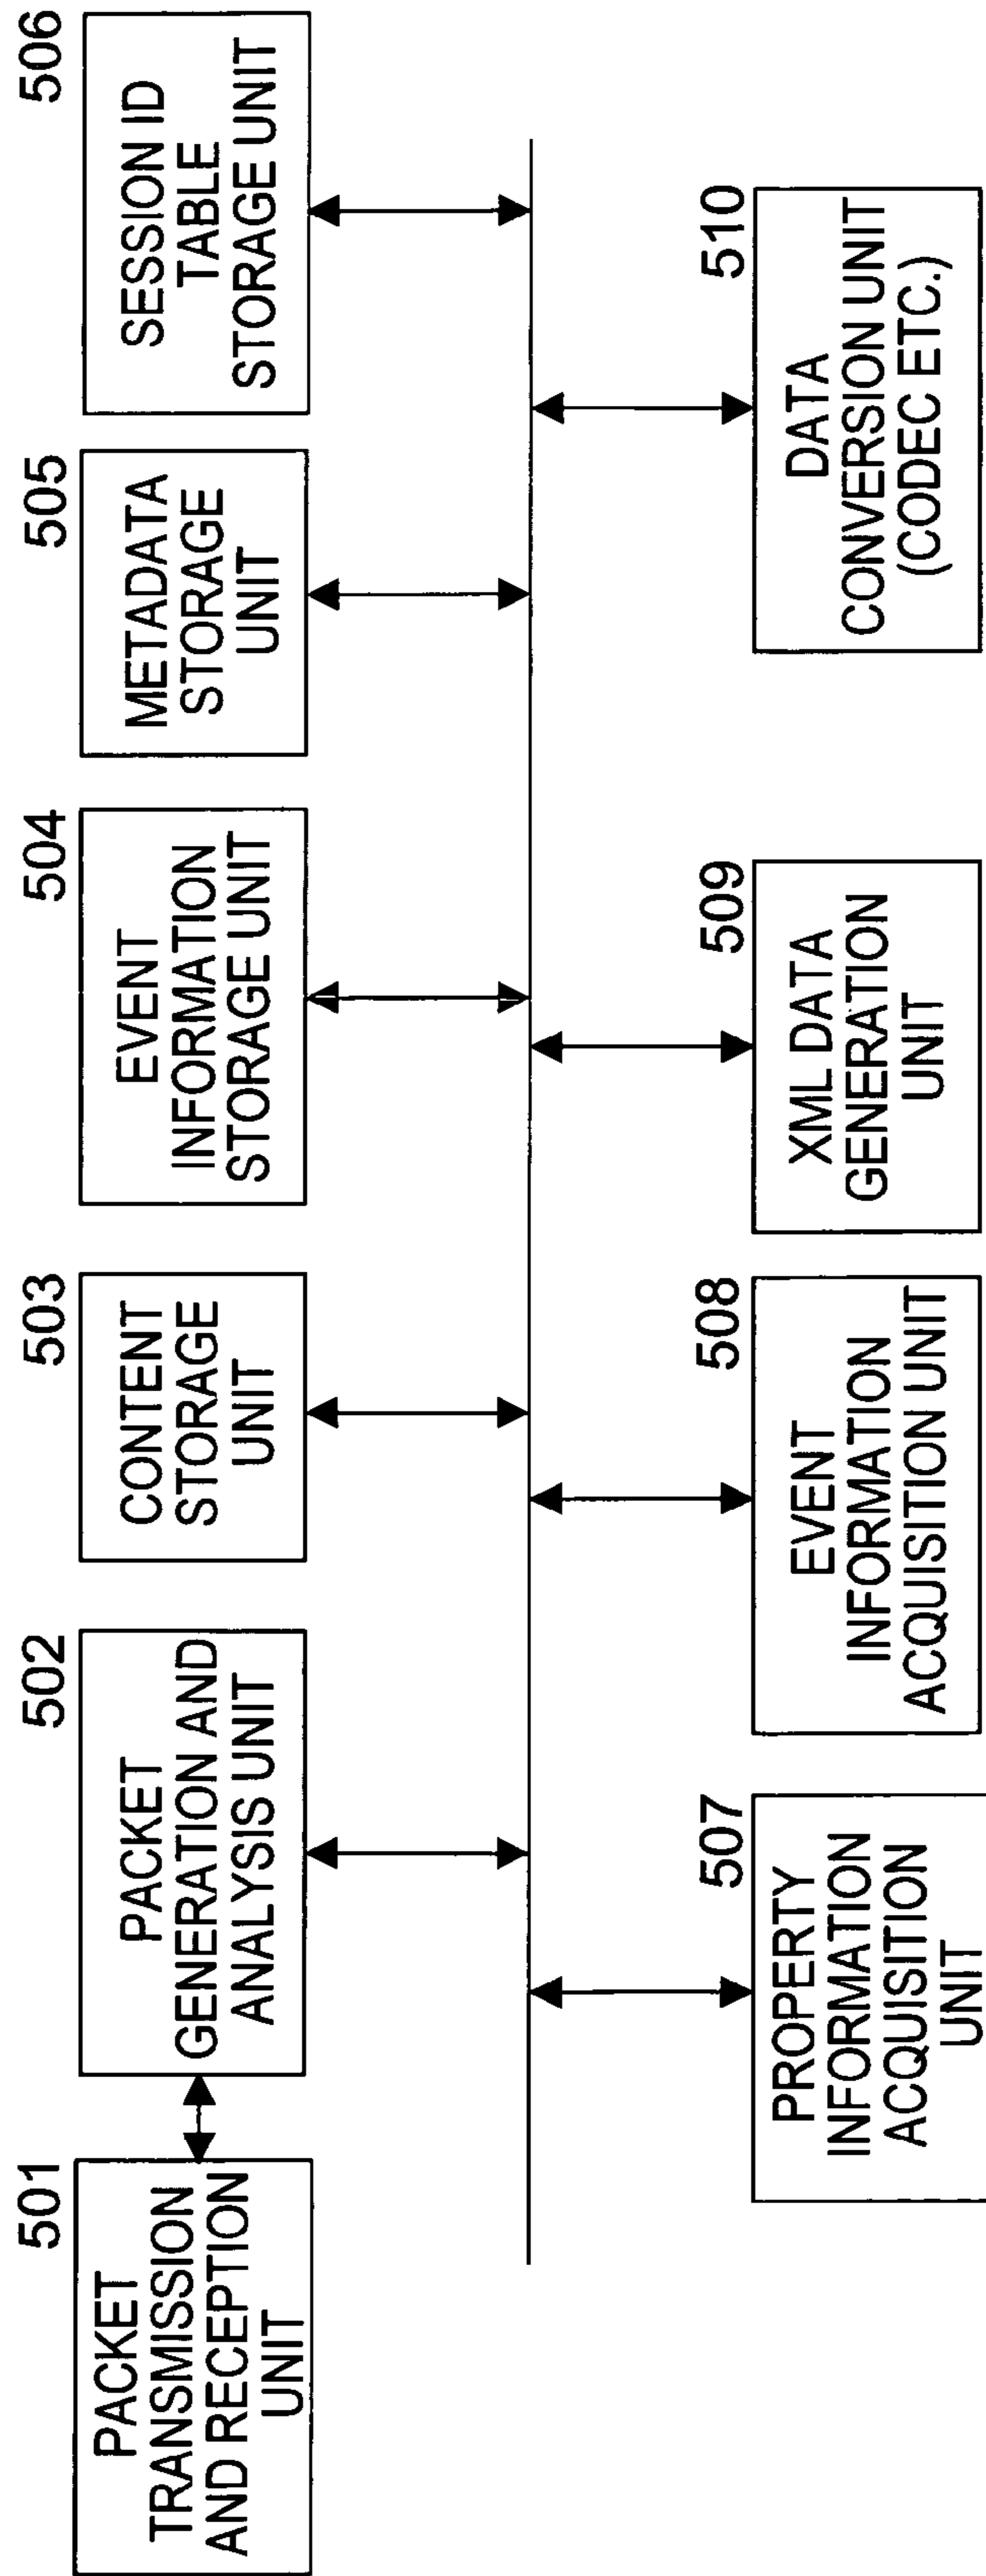 501
PACKET
TRANSMISSION
AND RECEPTION
UNIT
502
PACKET
GENERATION AND
ANALYSIS UNIT
503
CONTENT
STORAGE
UNIT
504
EVENT
INFORMATION
STORAGE UNIT
505
METADATA
STORAGE
UNIT
506
SESSION ID
TABLE
STORAGE UNIT
507
PROPERTY
INFORMATION
ACQUISITION
UNIT
508
EVENT
INFORMATION
ACQUISITION UNIT
509
XML DATA
GENERATION
UNIT
510
DATA
CONVERSION UNIT
(CODEC ETC.)